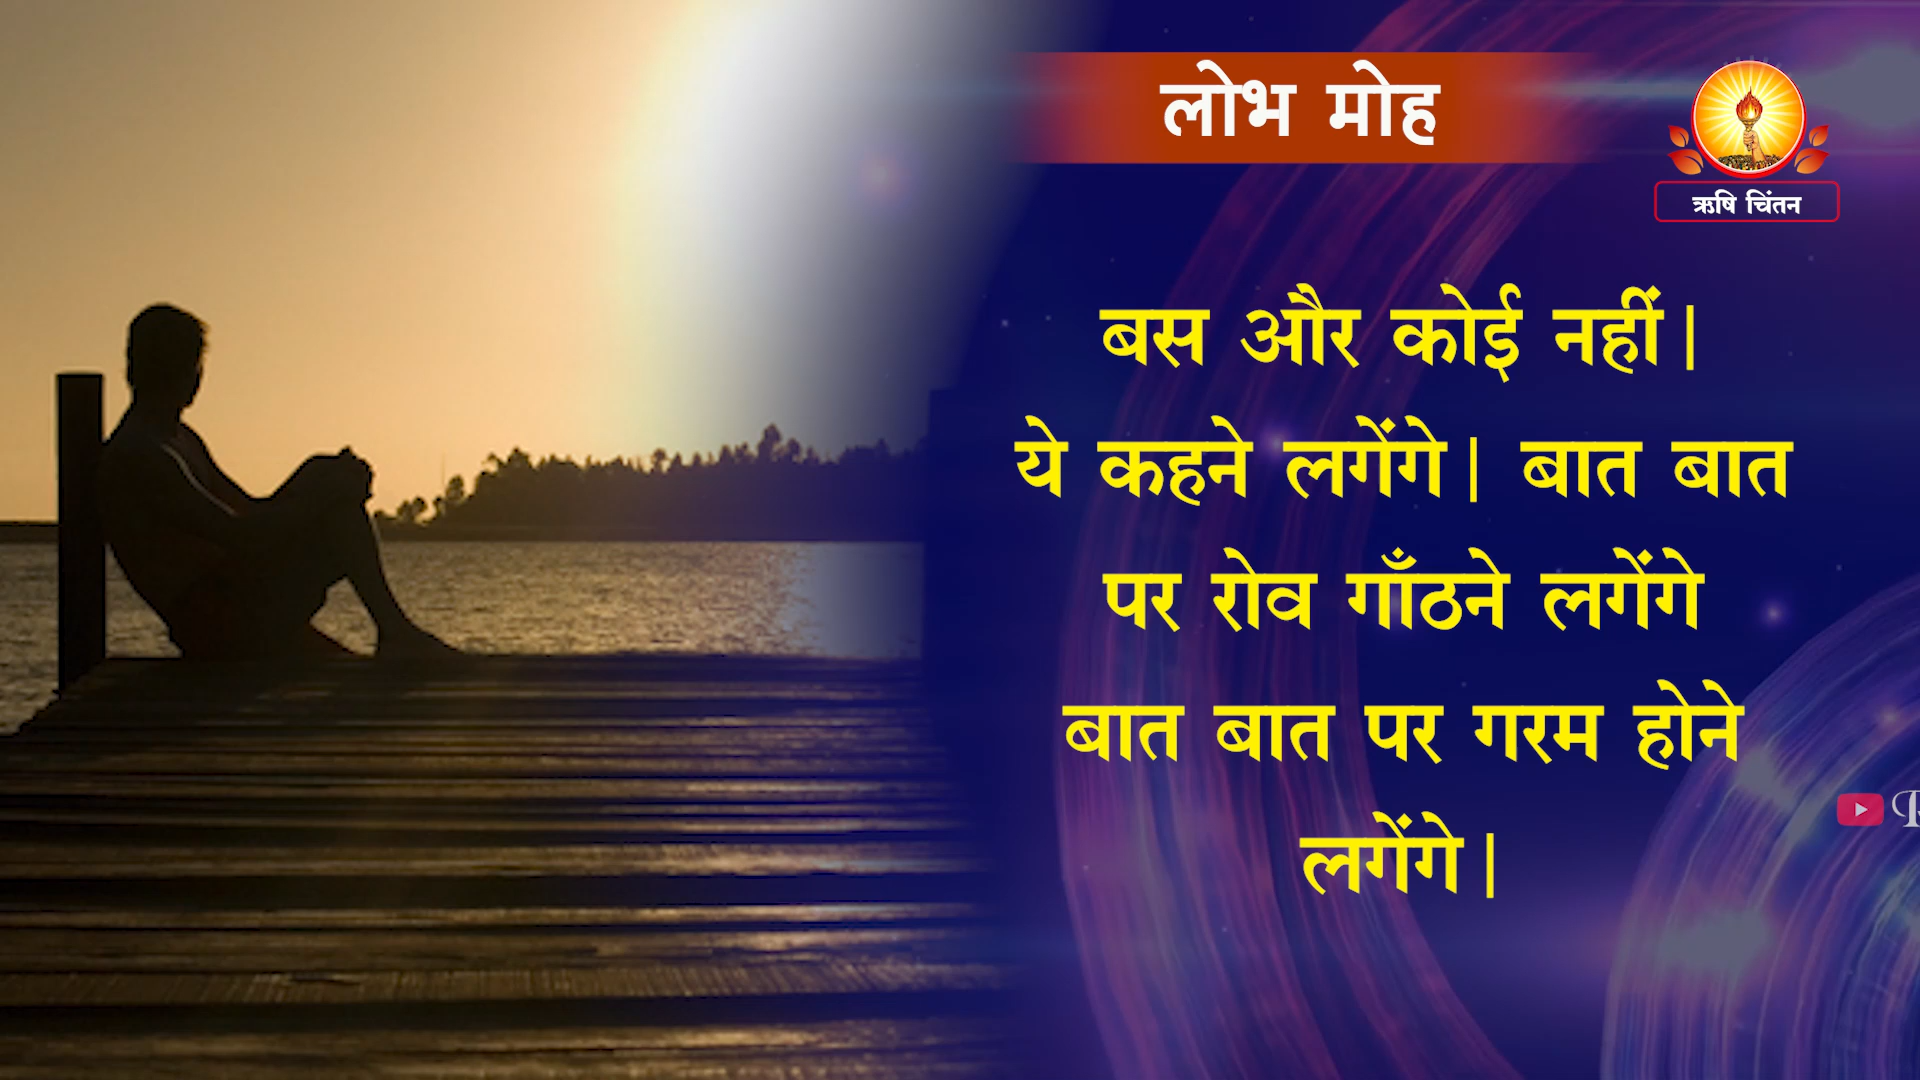 लोभ मोह
ऋषि चिंतन
बस और कोई नहीं|
ये कहने लगेंगे| बात बात
पर रोव गाँठने लगेंगे
बात बात पर गरम होने
लगेंगे|